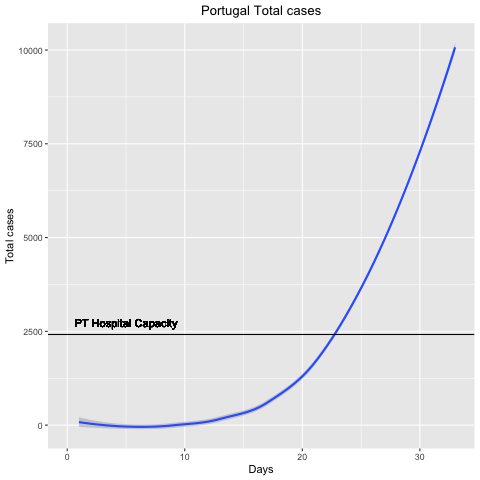 Portugal Total cases
10000
7500
5000
2500
0
Total cases
PT Hospital Capacity
0 10 20 30
Days